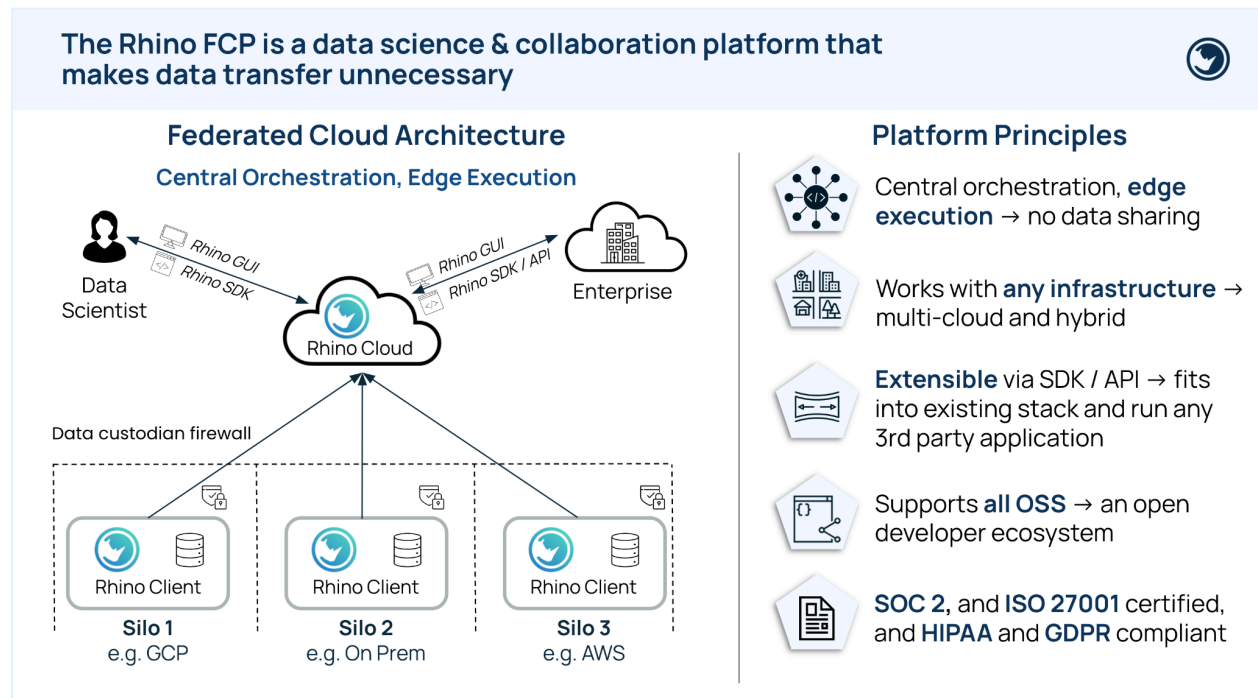 The Rhino FCP is a data science & collaboration platform that
makes data transfer unnecessary
Federated Cloud Architecture
Central Orchestration, Edge Execution
Data
Scientist
Rhino GUI
Rhino SDK
Rhino GUI
Rhino SDK / API
Enterprise
Rhino Cloud
Data custodian firewall
Rhino Client
Rhino Client
Rhino Client
Silo 1
e.g. GCP
Silo 2
e.g. On Prem
Silo 3
e.g. AWS
Platform Principles
Central orchestration, edge
execution → no data sharing
Works with any infrastructure →
multi-cloud and hybrid
Extensible via SDK / API → fits
into existing stack and run any
3rd party application
Supports all OSS → an open
developer ecosystem
SOC 2, and ISO 27001 certified,
and HIPAA and GDPR compliant